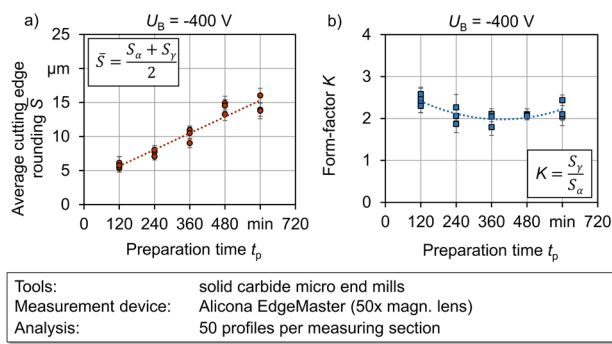 a)
U_B = -400 V
Average cutting edge
rounding S̄
25
µm
15
10
5
0
S̄ = (S_α + S_γ) / 2
0 120 240 360 480 min 720
Preparation time t_p
b)
U_B = -400 V
Form-factor K
4
3
2
1
0
K = S_γ / S_α
0 120 240 360 480 min 720
Preparation time t_p
Tools: solid carbide micro end mills
Measurement device: Alicona EdgeMaster (50x magn. lens)
Analysis: 50 profiles per measuring section